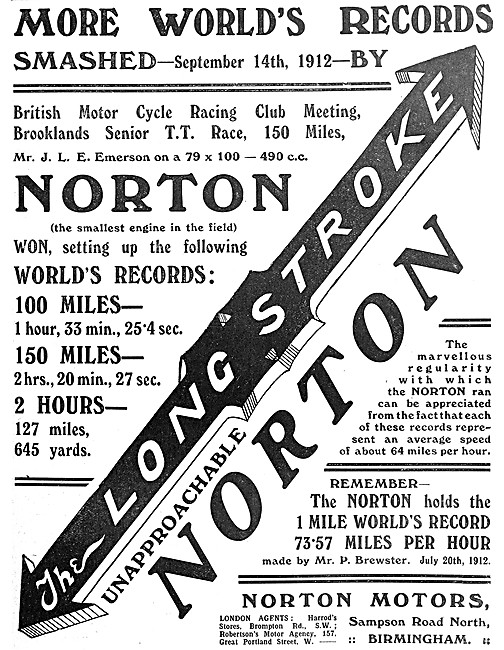 MORE WORLD'S RECORDS
SMASHED—September 14th, 1912—BY
British Motor Cycle Racing Club Meeting,
Brooklands Senior T.T. Race, 150 Miles,
Mr. J. L. E. Emerson on a 79 x 100 — 490 c.c.
NORTON
(the smallest engine in the field)
WON, setting up the following
WORLD'S RECORDS:
100 MILES—
1 hour, 33 min., 25·4 sec.
150 MILES—
2 hrs., 20 min., 27 sec.
2 HOURS—
127 miles,
645 yards.
The LONG STROKE
UNAPPROACHABLE
NORTON
The
marvellous
regularity
with which
the NORTON ran
can be appreciated
from the fact that each
of these records repre-
sent an average speed
of about 64 miles per hour.
REMEMBER—
The NORTON holds the
1 MILE WORLD'S RECORD
73·57 MILES PER HOUR
made by Mr. P. Brewster. July 20th, 1912.
NORTON MOTORS,
LONDON AGENTS: Harrod's
Stores, Brompton Rd., S.W.;
Robertson's Motor Agency, 157,
Great Portland Street, W. —
Sampson Road North,
:: BIRMINGHAM. ::